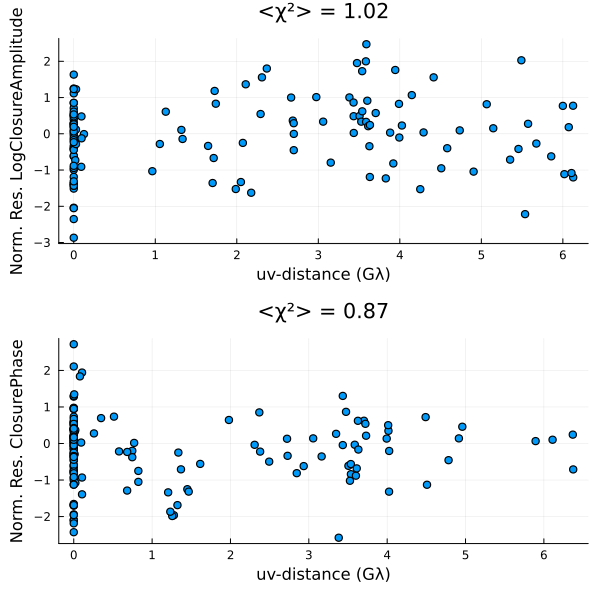 <χ²> = 1.02
Norm. Res. LogClosureAmplitude
2
1
0
−1
−2
−3
0 1 2 3 4 5 6
uv-distance (Gλ)
<χ²> = 0.87
Norm. Res. ClosurePhase
2
1
0
−1
−2
0 1 2 3 4 5 6
uv-distance (Gλ)